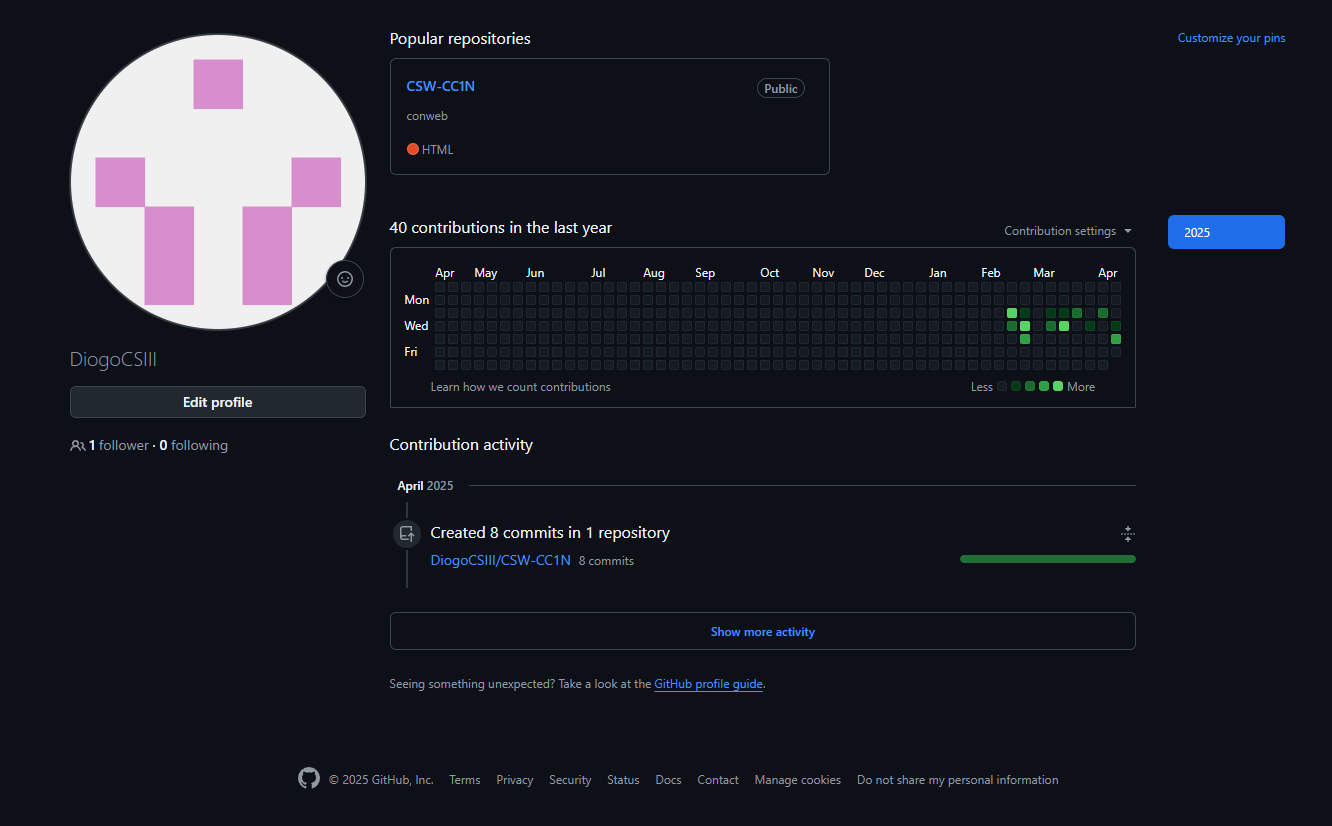 Popular repositories
Customize your pins
CSW-CC1N
Public
conweb
HTML
40 contributions in the last year
Contribution settings
2025
Apr May Jun Jul Aug Sep Oct Nov Dec Jan Feb Mar Apr
Mon
Wed
Fri
Learn how we count contributions
Less More
DiogoCSIII
Edit profile
1 follower · 0 following
Contribution activity
April 2025
Created 8 commits in 1 repository
DiogoCSIII/CSW-CC1N 8 commits
Show more activity
Seeing something unexpected? Take a look at the GitHub profile guide.
© 2025 GitHub, Inc. Terms Privacy Security Status Docs Contact Manage cookies Do not share my personal information